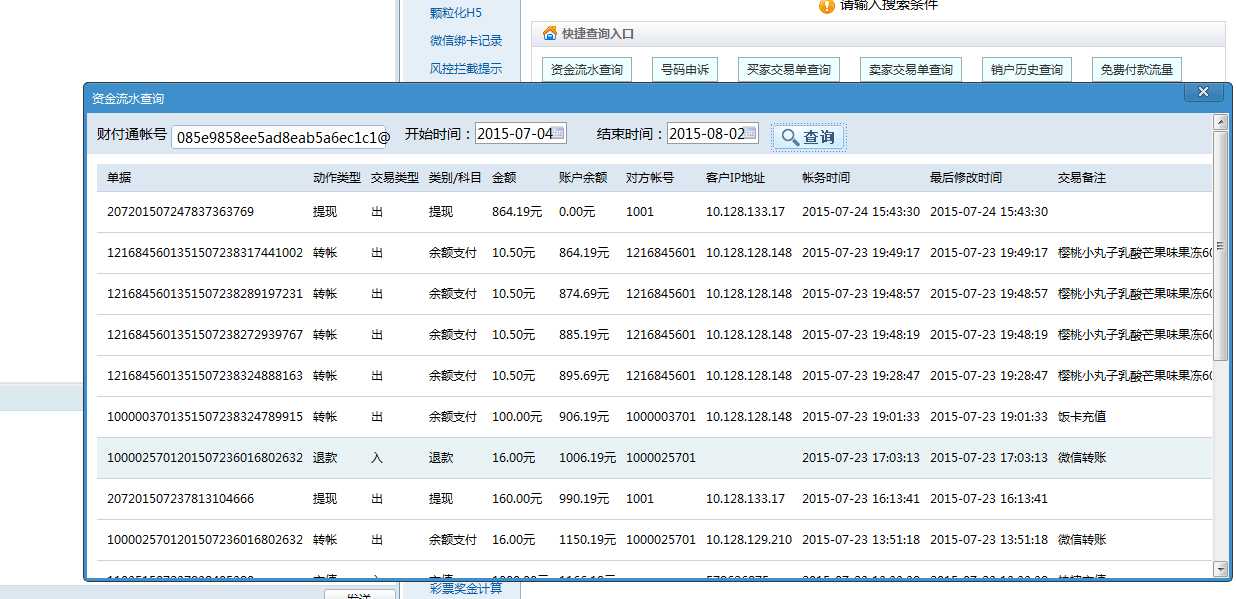 颗粒化H5
请输入搜索条件
微信绑卡记录
快捷查询入口
风控拦截提示
资金流水查询 号码申诉 买家交易单查询 卖家交易单查询 销户历史查询 免费付款流量
资金流水查询
财付通帐号 085e9858ee5ad8eab5a6ec1c1@ 开始时间：2015-07-04 结束时间：2015-08-02 查询
单据 动作类型 交易类型 类别/科目 金额 账户余额 对方帐号 客户IP地址 帐务时间 最后修改时间 交易备注
207201507247837363769 提现 出 提现 864.19元 0.00元 1001 10.128.133.17 2015-07-24 15:43:30 2015-07-24 15:43:30
1216845601351507238317441002 转帐 出 余额支付 10.50元 864.19元 1216845601 10.128.128.148 2015-07-23 19:49:17 2015-07-23 19:49:17 樱桃小丸子乳酸芒果味果冻60
1216845601351507238289197231 转帐 出 余额支付 10.50元 874.69元 1216845601 10.128.128.148 2015-07-23 19:48:57 2015-07-23 19:48:57 樱桃小丸子乳酸芒果味果冻60
1216845601351507238272939767 转帐 出 余额支付 10.50元 885.19元 1216845601 10.128.128.148 2015-07-23 19:48:19 2015-07-23 19:48:19 樱桃小丸子乳酸芒果味果冻60
1216845601351507238324888163 转帐 出 余额支付 10.50元 895.69元 1216845601 10.128.128.148 2015-07-23 19:28:47 2015-07-23 19:28:47 樱桃小丸子乳酸芒果味果冻60
1000003701351507238324789915 转帐 出 余额支付 100.00元 906.19元 1000003701 10.128.128.148 2015-07-23 19:01:33 2015-07-23 19:01:33 饭卡充值
1000025701201507236016802632 退款 入 退款 16.00元 1006.19元 1000025701 2015-07-23 17:03:13 2015-07-23 17:03:13 微信转账
207201507237813104666 提现 出 提现 160.00元 990.19元 1001 10.128.133.17 2015-07-23 16:13:41 2015-07-23 16:13:41
1000025701201507236016802632 转帐 出 余额支付 16.00元 1150.19元 1000025701 10.128.129.210 2015-07-23 13:51:18 2015-07-23 13:51:18 微信转账
彩票奖金计算
发送